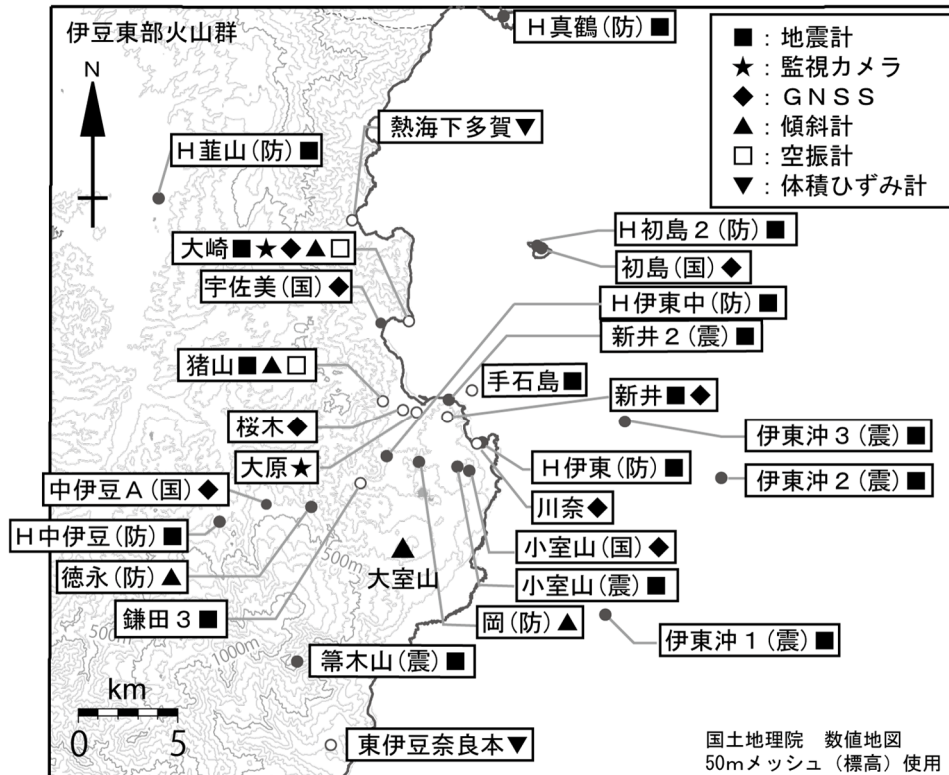 伊豆東部火山群
N
H真鶴(防)■
■:地震計
★:監視カメラ
◆:GNSS
▲:傾斜計
□:空振計
▼:体積ひずみ計
熱海下多賀▼
H韮山(防)■
H初島2(防)■
大崎■★◆▲□
初島(国)◆
宇佐美(国)◆
H伊東中(防)■
新井2(震)■
猪山■▲□
手石島■
新井■◆
桜木◆
伊東沖3(震)■
大原★
H伊東(防)■
伊東沖2(震)■
中伊豆A(国)◆
川奈◆
H中伊豆(防)■
小室山(国)◆
徳永(防)▲
500m
大室山
小室山(震)■
鎌田3■
岡(防)▲
500m
1000m
伊東沖1(震)■
箒木山(震)■
km
0 5
東伊豆奈良本▼
国土地理院 数値地図
50mメッシュ(標高)使用